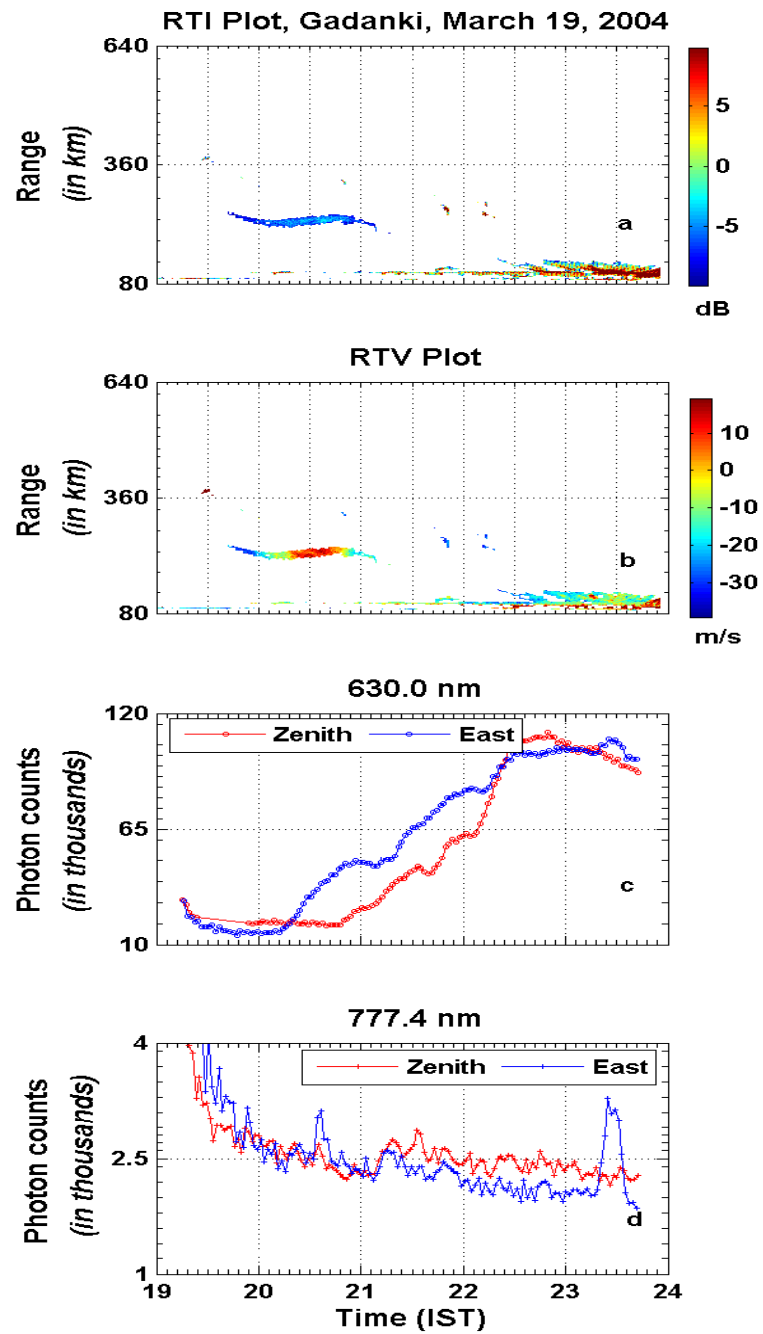 RTI Plot, Gadanki, March 19, 2004
Range
(in km)
640
360
80
a
5
0
-5
dB
RTV Plot
Range
(in km)
640
360
80
b
10
0
-10
-20
-30
m/s
630.0 nm
Photon counts
(in thousands)
120
65
10
Zenith
East
c
777.4 nm
Photon counts
(in thousands)
4
2.5
1
Zenith
East
d
19 20 21 22 23 24
Time (IST)